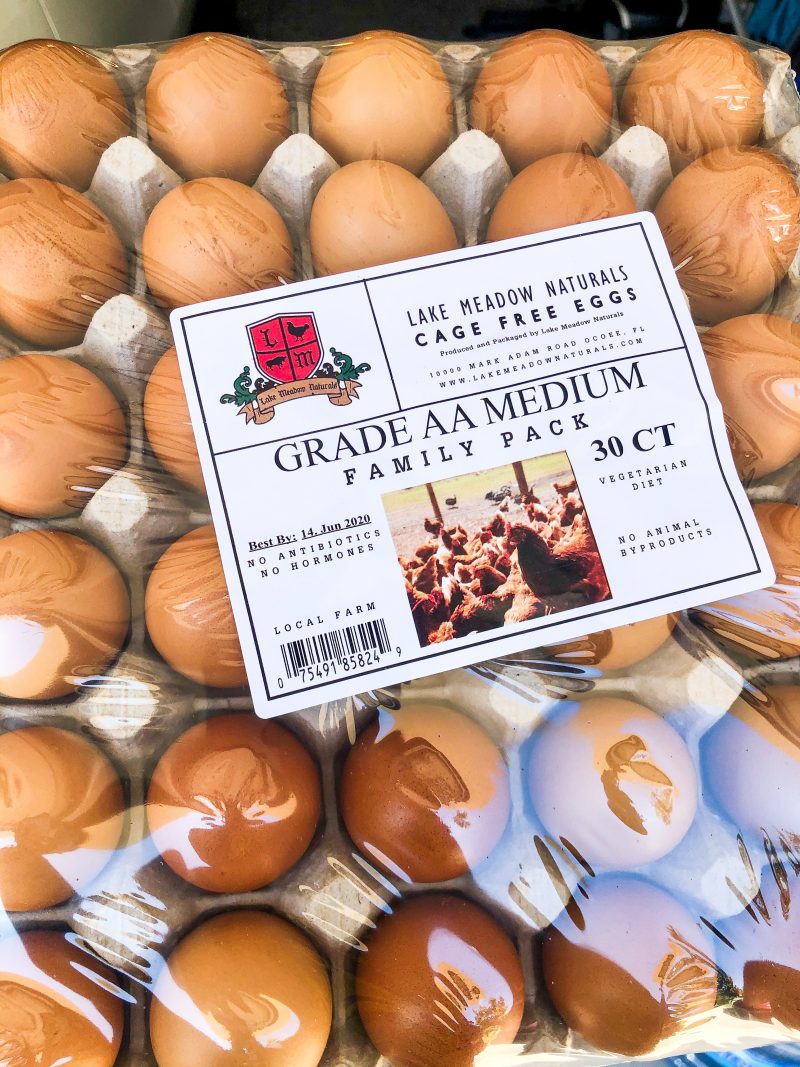 L
M
Lake Meadow Naturals
LAKE MEADOW NATURALS
CAGE FREE EGGS
Produced and Packaged by Lake Meadow Naturals
10000 MARK ADAM ROAD OCOEE, FL
WWW.LAKEMEADOWNATURALS.COM
GRADE AA MEDIUM
FAMILY PACK
30 CT
VEGETARIAN
DIET
Best By: 14. Jun 2020
NO ANTIBIOTICS
NO HORMONES
NO ANIMAL
BYPRODUCTS
LOCAL FARM
0 75491 85824 9